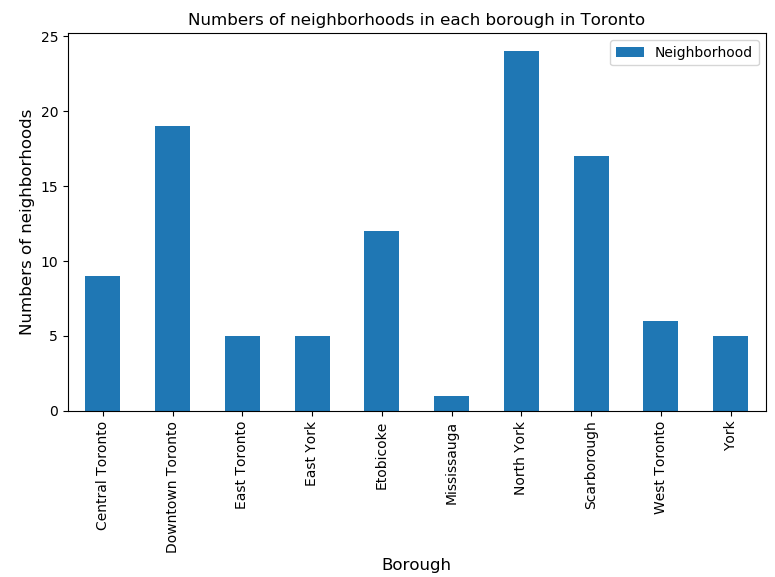 Numbers of neighborhoods in each borough in Toronto
Neighborhood
Numbers of neighborhoods
25
20
15
10
5
0
Central Toronto
Downtown Toronto
East Toronto
East York
Etobicoke
Mississauga
North York
Scarborough
West Toronto
York
Borough